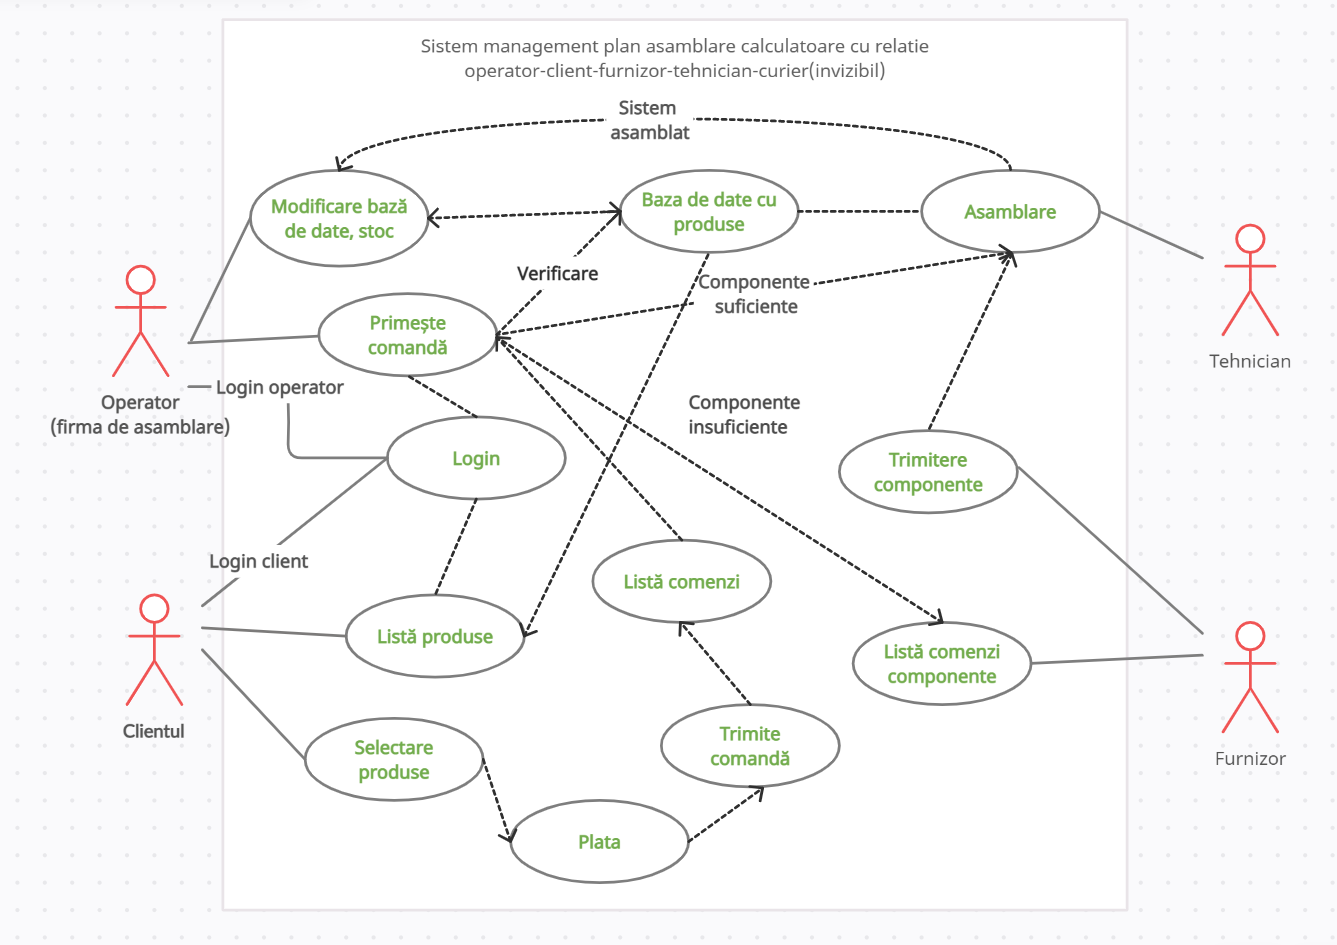 Sistem management plan asamblare calculatoare cu relatie
operator-client-furnizor-tehnician-curier(invizibil)
Sistem
asamblat
Modificare bază
de date, stoc
Baza de date cu
produse
Asamblare
Verificare
Componente
suficiente
Primește
comandă
Tehnician
Login operator
Operator
(firma de asamblare)
Componente
insuficiente
Login
Trimitere
componente
Login client
Listă comenzi
Listă produse
Listă comenzi
componente
Clientul
Selectare
produse
Trimite
comandă
Furnizor
Plata